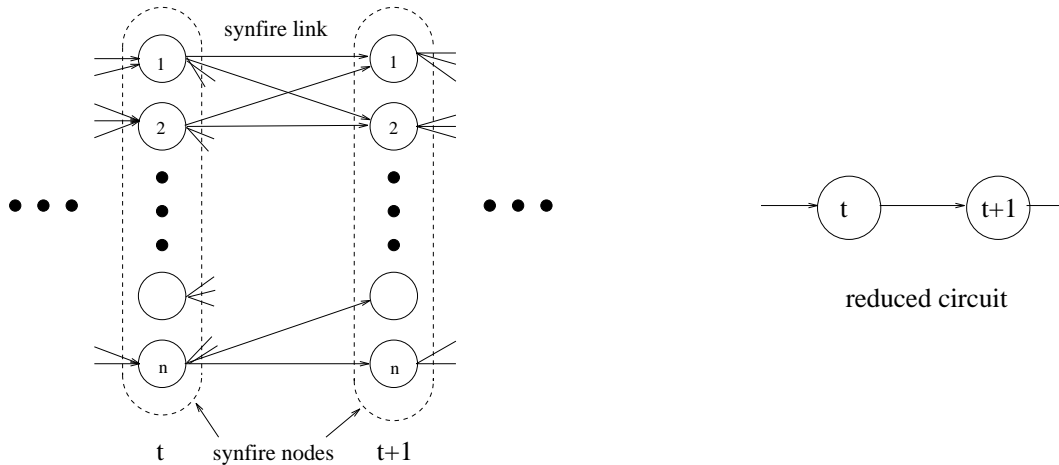 synfire link
1
1
2
2
t
t+1
reduced circuit
n
n
t
synfire nodes
t+1